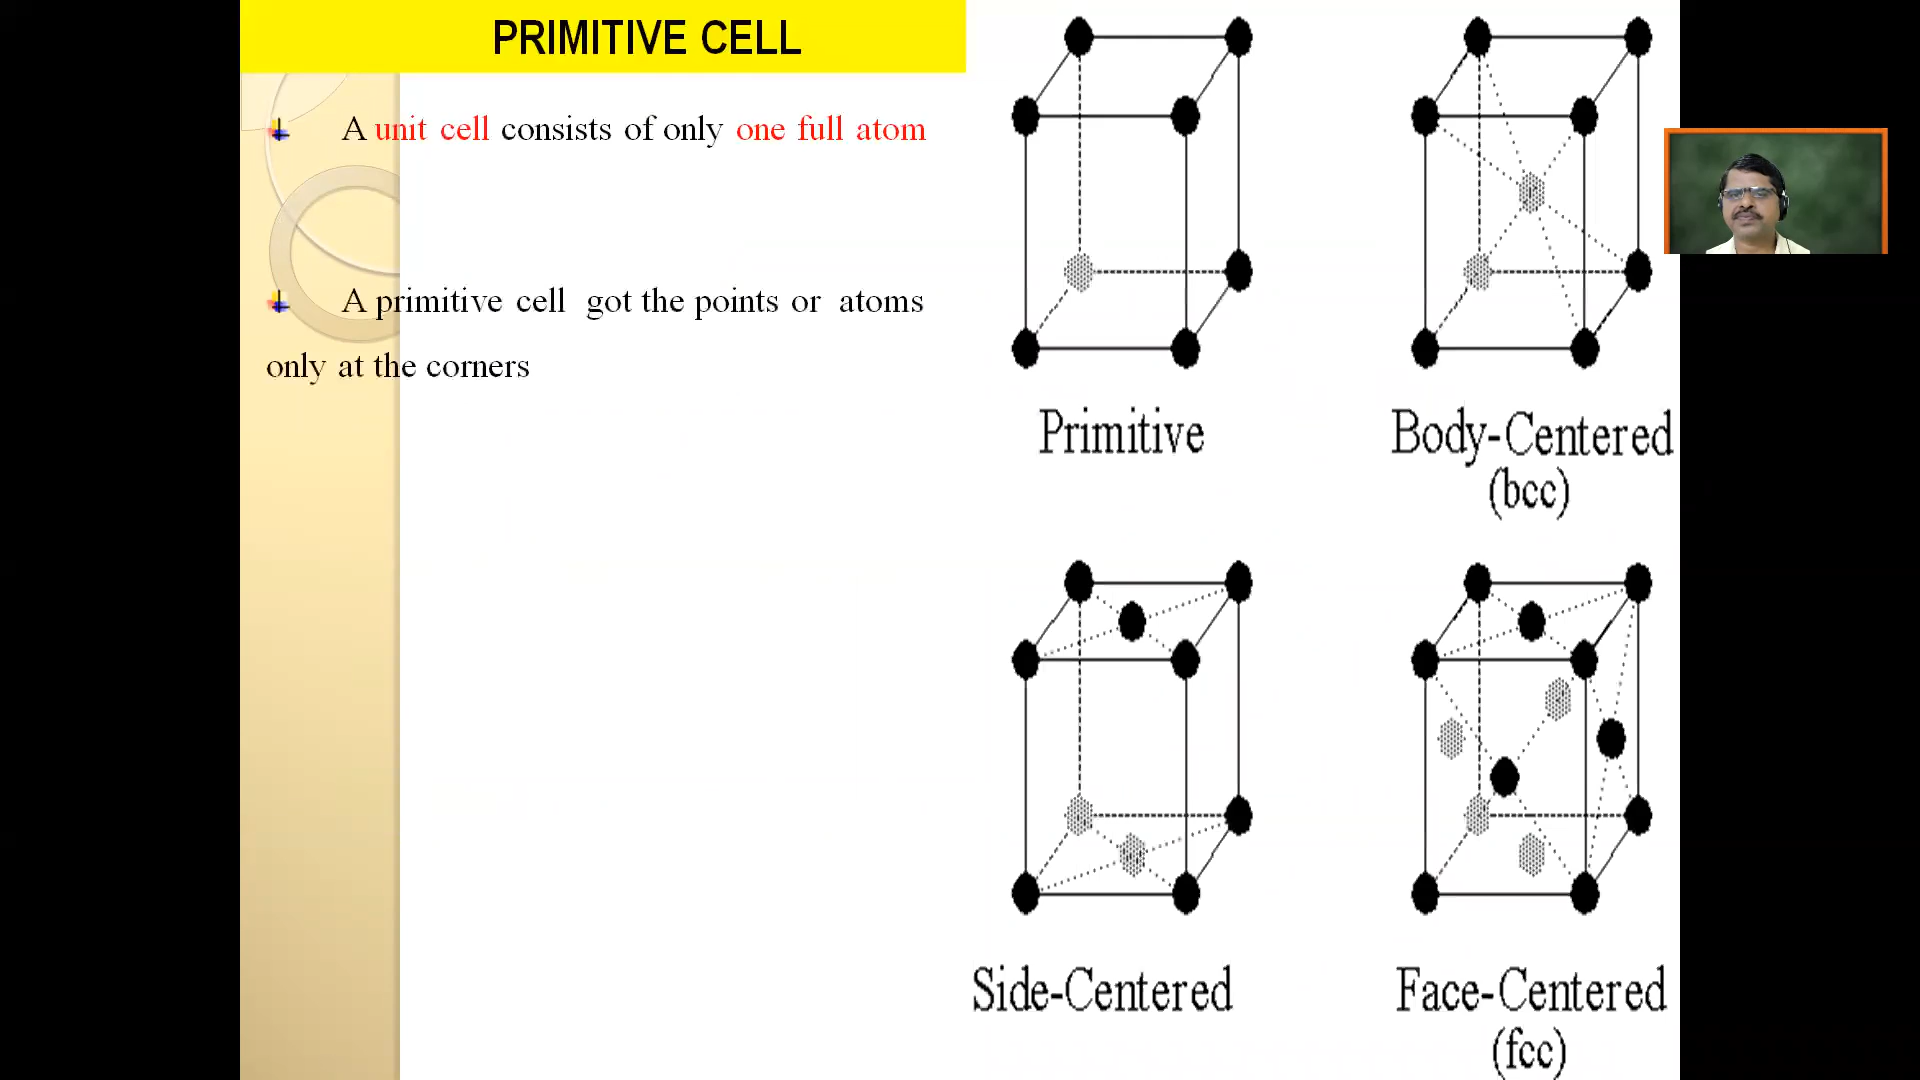 PRIMITIVE CELL
A unit cell consists of only one full atom
A primitive cell got the points or atoms
only at the corners
Primitive
Body-Centered
(bcc)
Side-Centered
Face-Centered
(fcc)